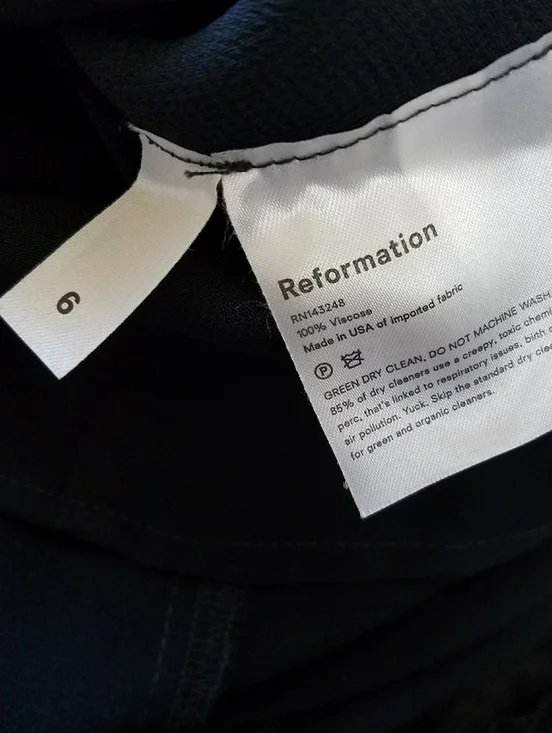 6
Reformation
RN143248
100% Viscose
Made in USA of imported fabric
P
GREEN DRY CLEAN. DO NOT MACHINE WASH
85% of dry cleaners use a creepy, toxic chem
perc, that's linked to respiratory issues, birth
air pollution. Yuck. Skip the standard dry clea
for green and organic cleaners.